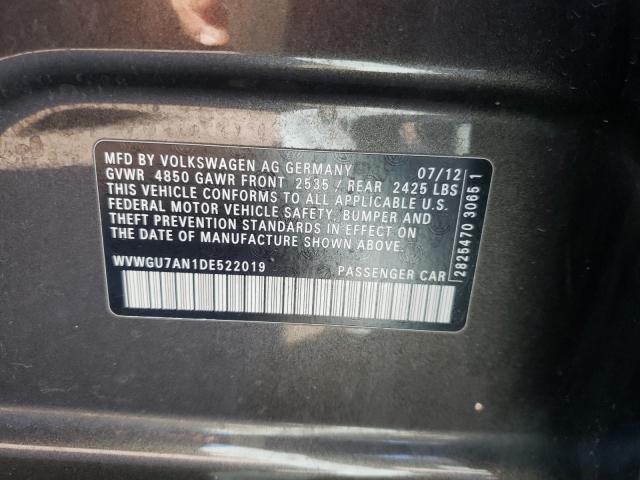 MFD BY VOLKSWAGEN AG GERMANY 07/12
GVWR 4850 GAWR FRONT 2535 / REAR 2425 LBS
THIS VEHICLE CONFORMS TO ALL APPLICABLE U.S.
FEDERAL MOTOR VEHICLE SAFETY, BUMPER AND
THEFT PREVENTION STANDARDS IN EFFECT ON
THE DATE OF MANUFACTURE SHOWN ABOVE.
WVWGU7AN1DE522019 PASSENGER CAR
2825470 3065 1